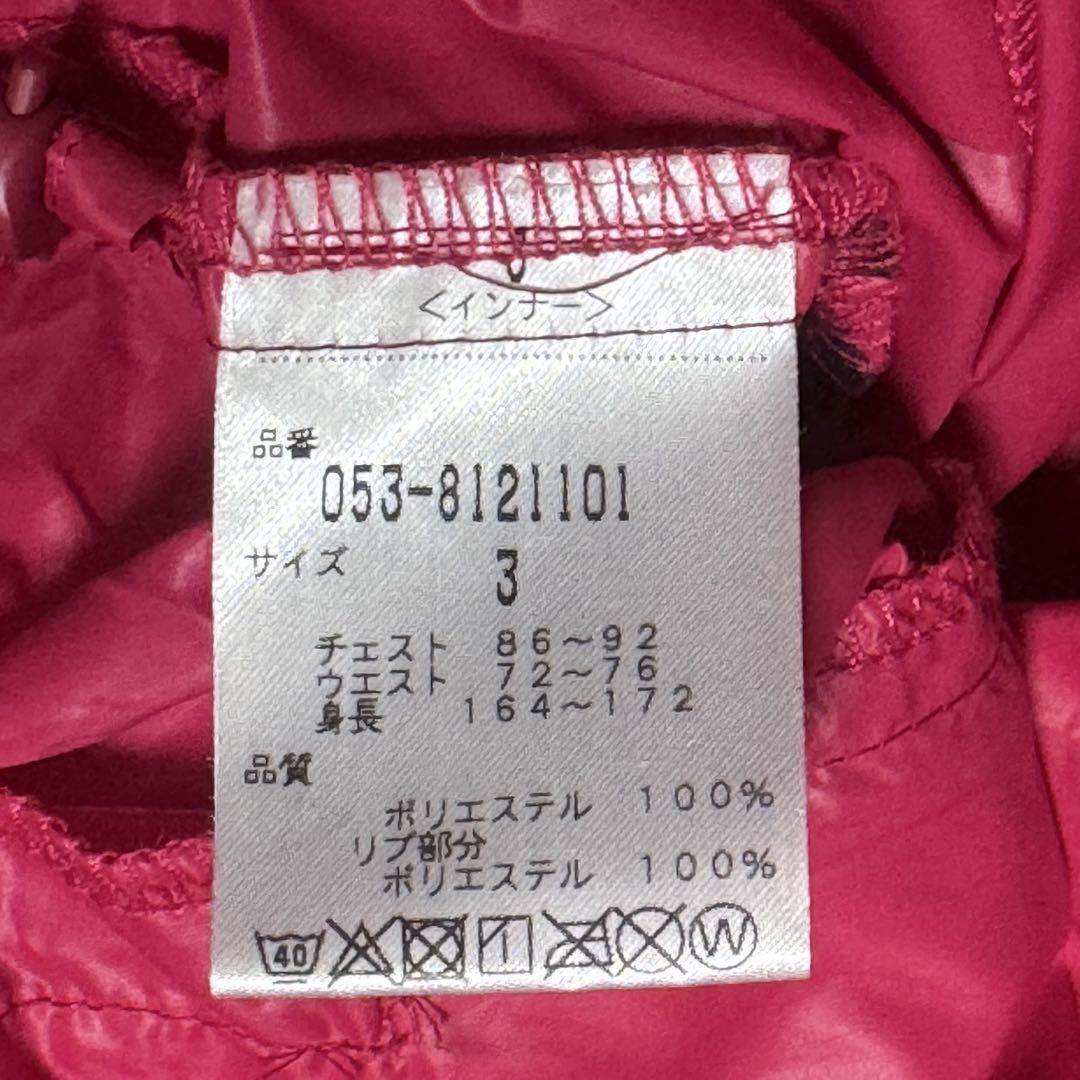 <インナー>
品番
053-8121101
サイズ 3
チェスト 86~92
ウエスト 72~76
身長 164~172
品質
ポリエステル 100%
リブ部分
ポリエステル 100%
40 W